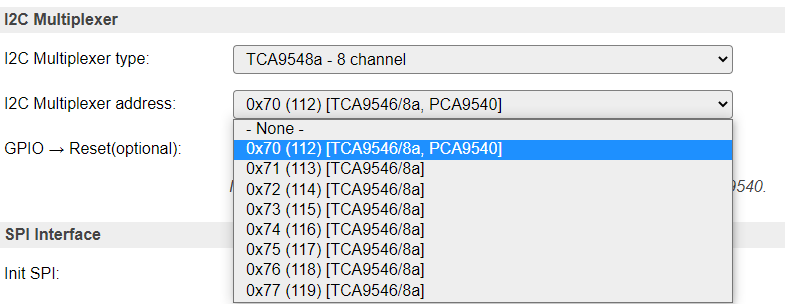 I2C Multiplexer
I2C Multiplexer type: TCA9548a - 8 channel
I2C Multiplexer address: 0x70 (112) [TCA9546/8a, PCA9540]
- None -
GPIO → Reset(optional): 0x70 (112) [TCA9546/8a, PCA9540]
0x71 (113) [TCA9546/8a]
0x72 (114) [TCA9546/8a]
9540.
0x73 (115) [TCA9546/8a]
SPI Interface
0x74 (116) [TCA9546/8a]
0x75 (117) [TCA9546/8a]
Init SPI: 0x76 (118) [TCA9546/8a]
0x77 (119) [TCA9546/8a]